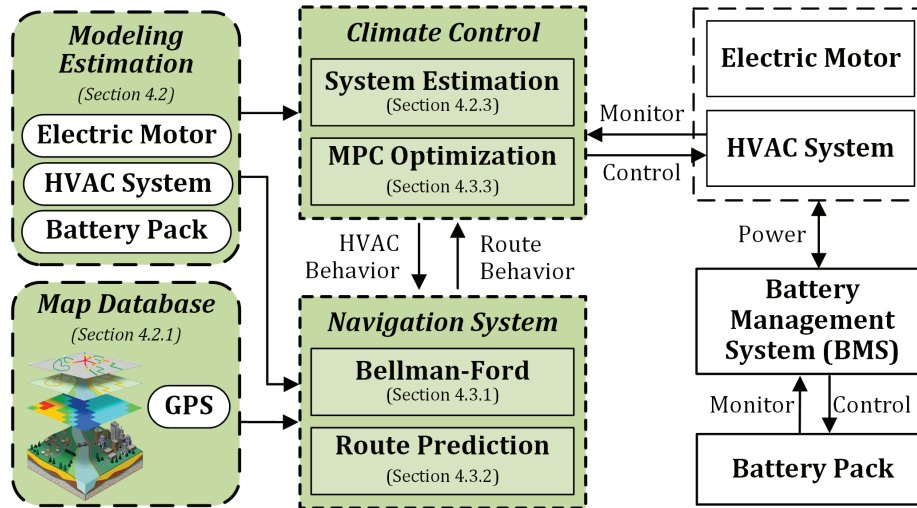 Modeling
Estimation
(Section 4.2)
Electric Motor
HVAC System
Battery Pack
Map Database
(Section 4.2.1)
GPS
Climate Control
System Estimation
(Section 4.2.3)
MPC Optimization
(Section 4.3.3)
HVAC
Behavior
Route
Behavior
Navigation System
Bellman-Ford
(Section 4.3.1)
Route Prediction
(Section 4.3.2)
Monitor
Control
Electric Motor
HVAC System
Power
Battery
Management
System (BMS)
Monitor
Control
Battery Pack